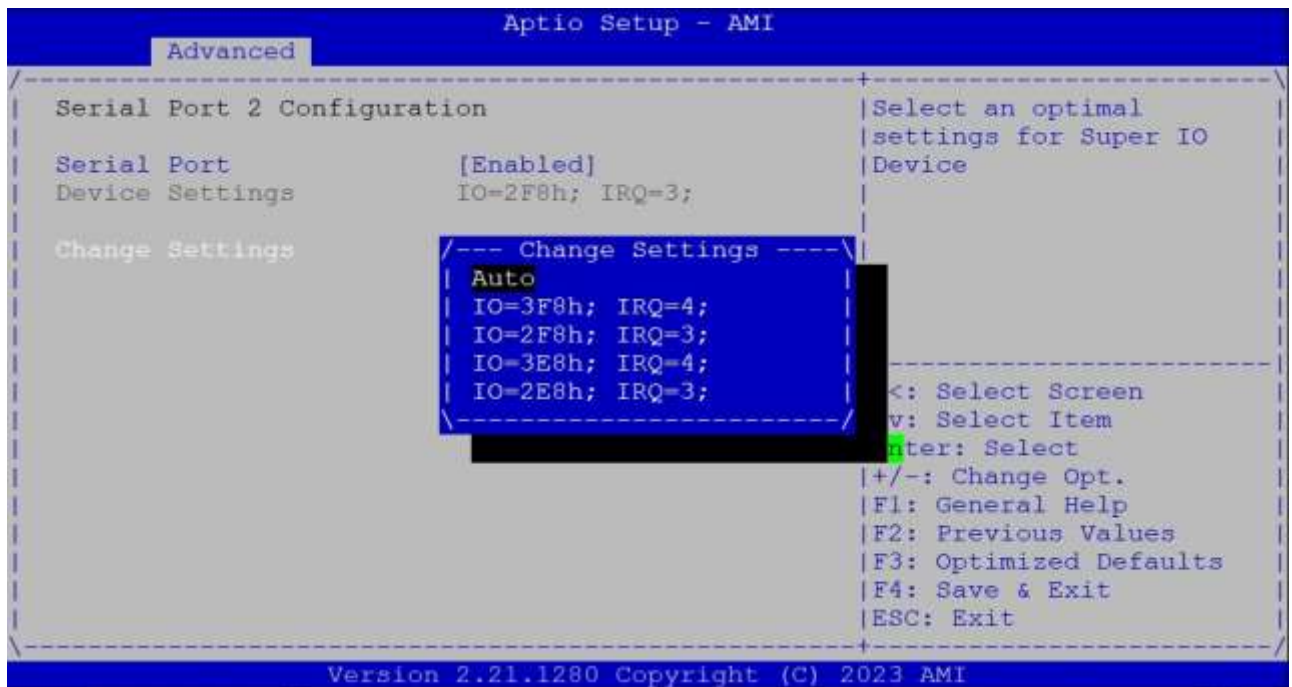 Aptio Setup - AMI
Advanced
Serial Port 2 Configuration
Select an optimal
settings for Super IO
Device
Serial Port [Enabled]
Device Settings IO=2F8h; IRQ=3;
Change Settings
/--- Change Settings ----\
Auto
IO=3F8h; IRQ=4;
IO=2F8h; IRQ=3;
IO=3E8h; IRQ=4;
IO=2E8h; IRQ=3;
<: Select Screen
v: Select Item
nter: Select
+/-: Change Opt.
F1: General Help
F2: Previous Values
F3: Optimized Defaults
F4: Save & Exit
ESC: Exit
Version 2.21.1280 Copyright (C) 2023 AMI